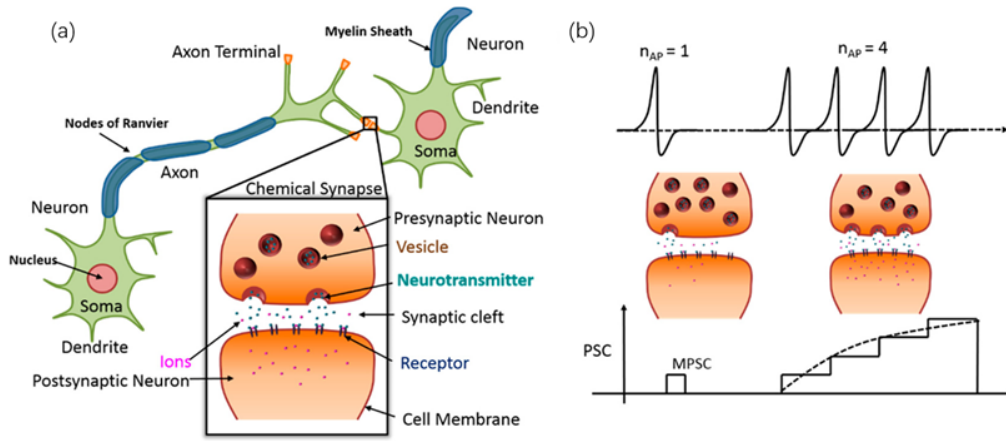 (a)
Axon Terminal
Myelin Sheath
Neuron
Dendrite
Nodes of Ranvier
Axon
Soma
Chemical Synapse
Neuron
Presynaptic Neuron
Vesicle
Nucleus
Neurotransmitter
Soma
Synaptic cleft
Dendrite
Ions
Receptor
Postsynaptic Neuron
Cell Membrane
(b)
nAP = 1
nAP = 4
PSC
MPSC